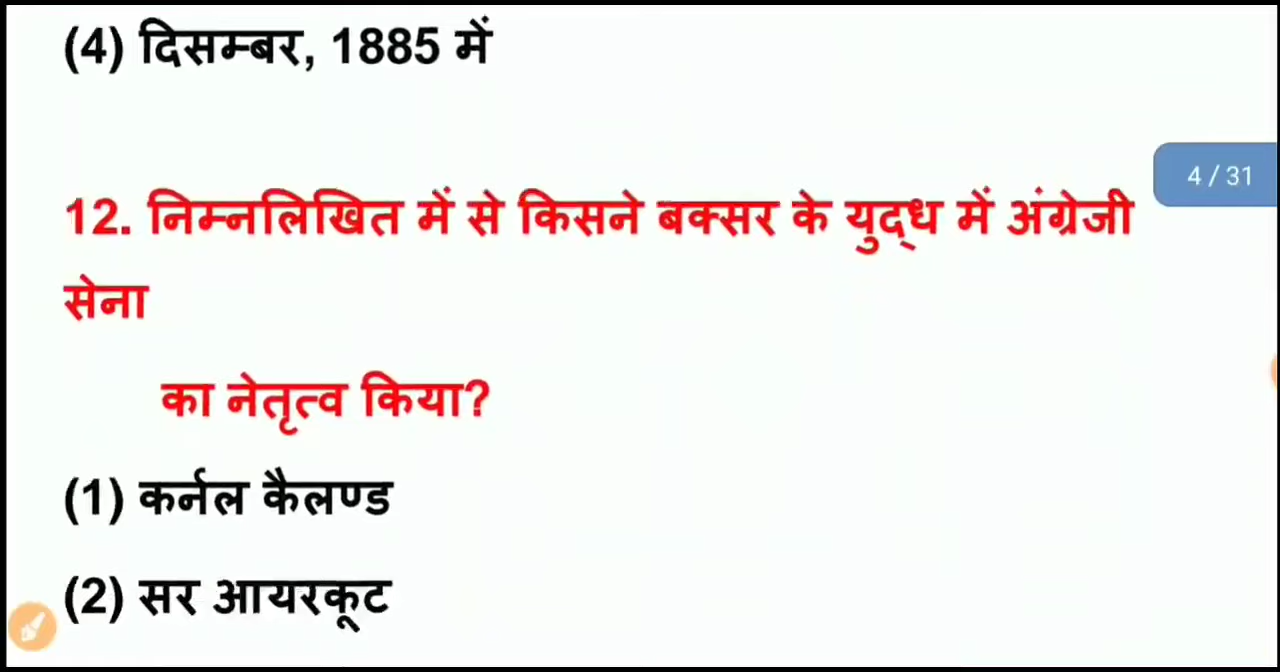 (4) दिसम्बर, 1885 में
4 / 31
12. निम्नलिखित में से किसने बक्सर के युद्ध में अंग्रेजी
सेना
का नेतृत्व किया?
(1) कर्नल कैलण्ड
(2) सर आयरकूट